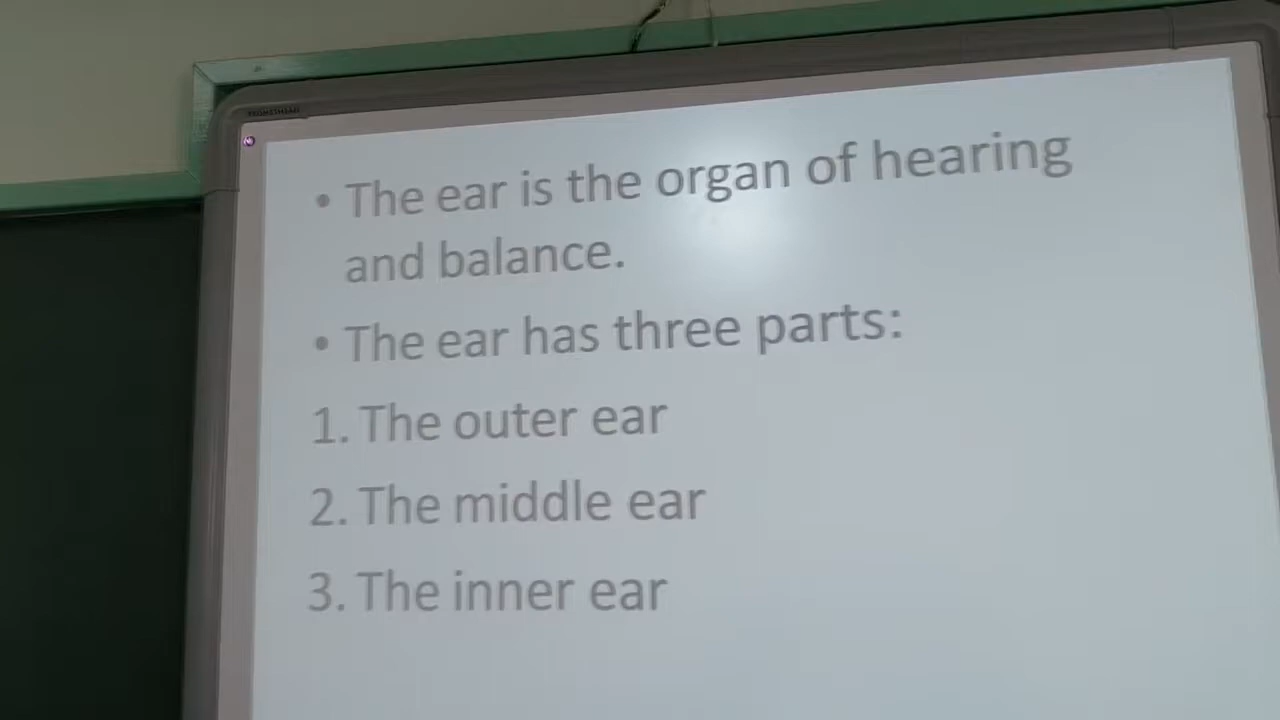 PROMETHEAN
• The ear is the organ of hearing
and balance.
• The ear has three parts:
1. The outer ear
2. The middle ear
3. The inner ear